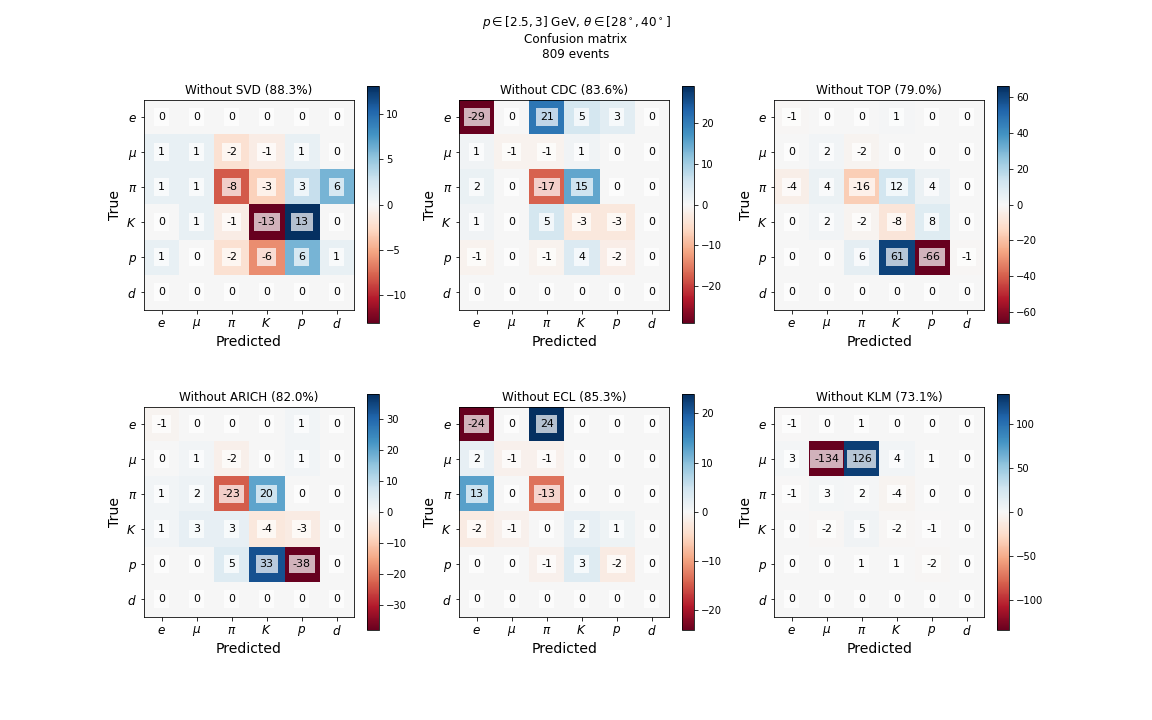 p ∈ [2.5, 3] GeV, θ ∈ [28°, 40°]
Confusion matrix
809 events
Without SVD (88.3%)
True
e 0 0 0 0 0 0
μ 1 1 -2 -1 1 0
π 1 1 -8 -3 3 6
K 0 1 -1 -13 13 0
p 1 0 -2 -6 6 1
d 0 0 0 0 0 0
e μ π K p d
Predicted
10
5
0
−5
−10
Without CDC (83.6%)
True
e -29 0 21 5 3 0
μ 1 -1 -1 1 0 0
π 2 0 -17 15 0 0
K 1 0 5 -3 -3 0
p -1 0 -1 4 -2 0
d 0 0 0 0 0 0
e μ π K p d
Predicted
20
10
0
−10
−20
Without TOP (79.0%)
True
e -1 0 0 1 0 0
μ 0 2 -2 0 0 0
π -4 4 -16 12 4 0
K 0 2 -2 -8 8 0
p 0 0 6 61 -66 -1
d 0 0 0 0 0 0
e μ π K p d
Predicted
60
40
20
0
−20
−40
−60
Without ARICH (82.0%)
True
e -1 0 0 0 1 0
μ 0 1 -2 0 1 0
π 1 2 -23 20 0 0
K 1 3 3 -4 -3 0
p 0 0 5 33 -38 0
d 0 0 0 0 0 0
e μ π K p d
Predicted
30
20
10
0
−10
−20
−30
Without ECL (85.3%)
True
e -24 0 24 0 0 0
μ 2 -1 -1 0 0 0
π 13 0 -13 0 0 0
K -2 -1 0 2 1 0
p 0 0 -1 3 -2 0
d 0 0 0 0 0 0
e μ π K p d
Predicted
20
10
0
−10
−20
Without KLM (73.1%)
True
e -1 0 1 0 0 0
μ 3 -134 126 4 1 0
π -1 3 2 -4 0 0
K 0 -2 5 -2 -1 0
p 0 0 1 1 -2 0
d 0 0 0 0 0 0
e μ π K p d
Predicted
100
50
0
−50
−100